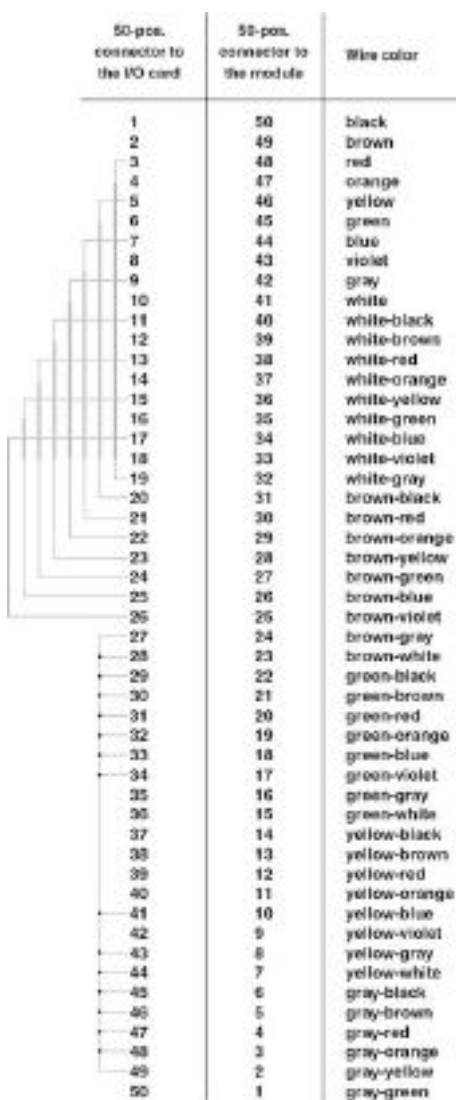 50-pos. 50-pos.
connector to connector to Wire color
the I/O card the module
1 50 black
2 49 brown
3 48 red
4 47 orange
5 46 yellow
6 45 green
7 44 blue
8 43 violet
9 42 gray
10 41 white
11 40 white-black
12 39 white-brown
13 38 white-red
14 37 white-orange
15 36 white-yellow
16 35 white-green
17 34 white-blue
18 33 white-violet
19 32 white-gray
20 31 brown-black
21 30 brown-red
22 29 brown-orange
23 28 brown-yellow
24 27 brown-green
25 26 brown-blue
26 25 brown-violet
27 24 brown-gray
28 23 brown-white
29 22 green-black
30 21 green-brown
31 20 green-red
32 19 green-orange
33 18 green-blue
34 17 green-violet
35 16 green-gray
36 15 green-white
37 14 yellow-black
38 13 yellow-brown
39 12 yellow-red
40 11 yellow-orange
41 10 yellow-blue
42 9 yellow-violet
43 8 yellow-gray
44 7 yellow-white
45 6 gray-black
46 5 gray-brown
47 4 gray-red
48 3 gray-orange
49 2 gray-yellow
50 1 gray-green